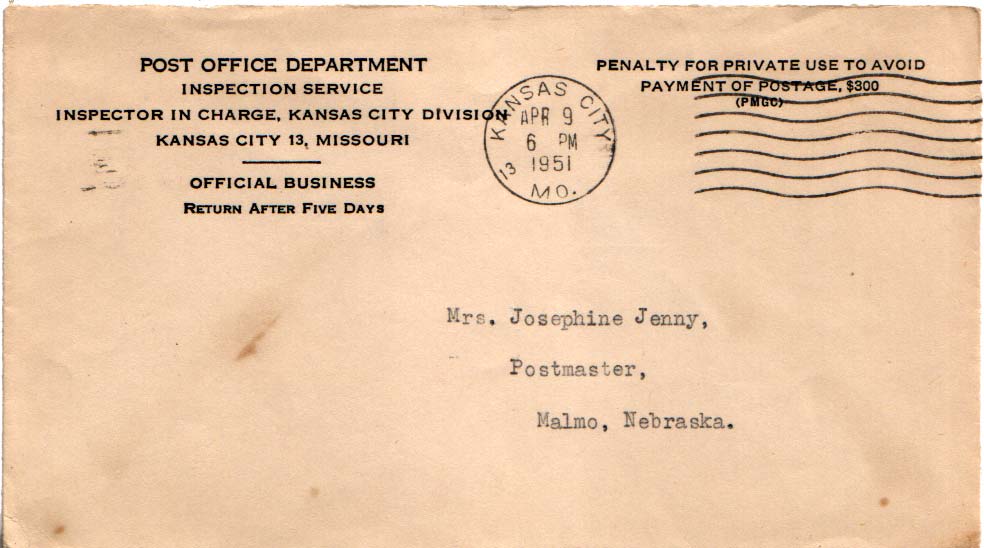 POST OFFICE DEPARTMENT
INSPECTION SERVICE
INSPECTOR IN CHARGE, KANSAS CITY DIVISION
KANSAS CITY 13, MISSOURI
OFFICIAL BUSINESS
RETURN AFTER FIVE DAYS
KANSAS CITY
APR 9
6 PM
1951
13
MO.
PENALTY FOR PRIVATE USE TO AVOID
PAYMENT OF POSTAGE, $300
(PMGC)
Mrs. Josephine Jenny,
Postmaster,
Malmo, Nebraska.